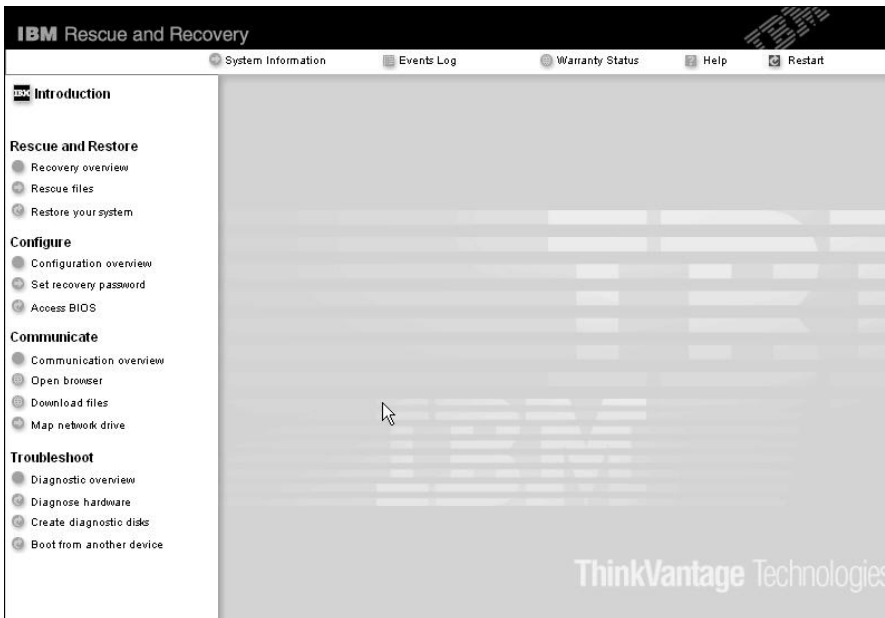 IBM Rescue and Recovery
IBM
System Information Events Log Warranty Status Help Restart
Introduction
Rescue and Restore
Recovery overview
Rescue files
Restore your system
Configure
Configuration overview
Set recovery password
Access BIOS
Communicate
Communication overview
Open browser
Download files
Map network drive
Troubleshoot
Diagnostic overview
Diagnose hardware
Create diagnostic disks
Boot from another device
IBM
ThinkVantage Technologies